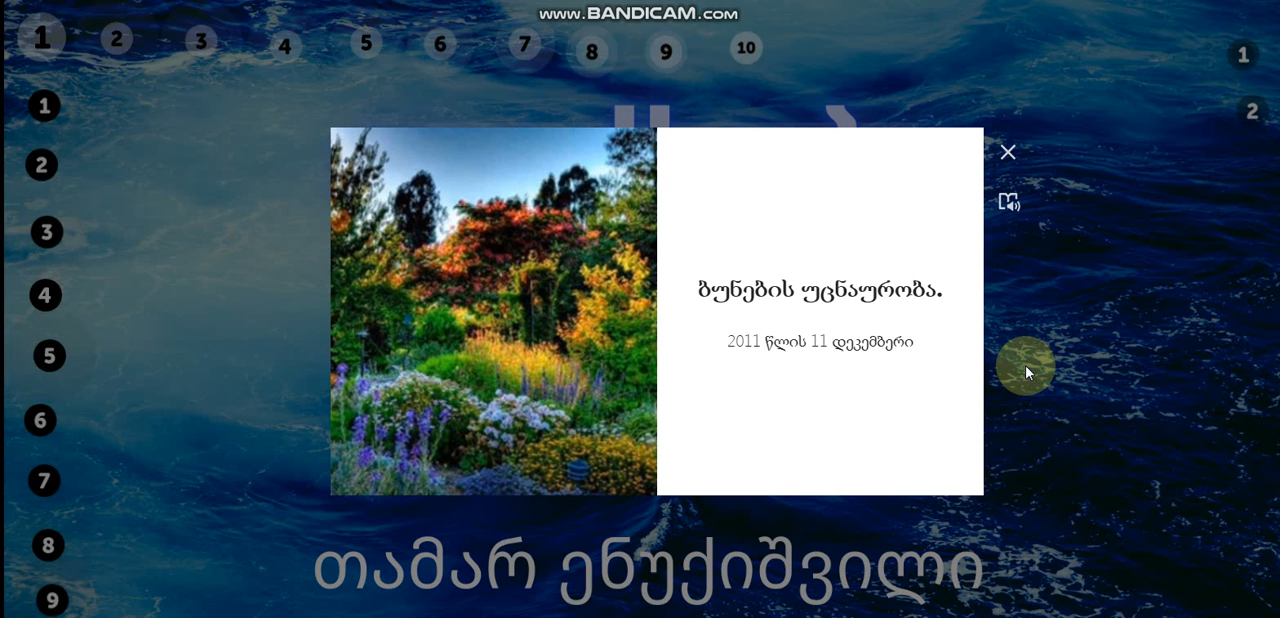 www.BANDICAM.com
1 2 3 4 5 6 7 8 9 10
1
2
1
2
3
4
5
6
7
8
9
ბუნების უცნაურობა.
2011 წლის 11 დეკემბერი
თამარ ენუქიშვილი